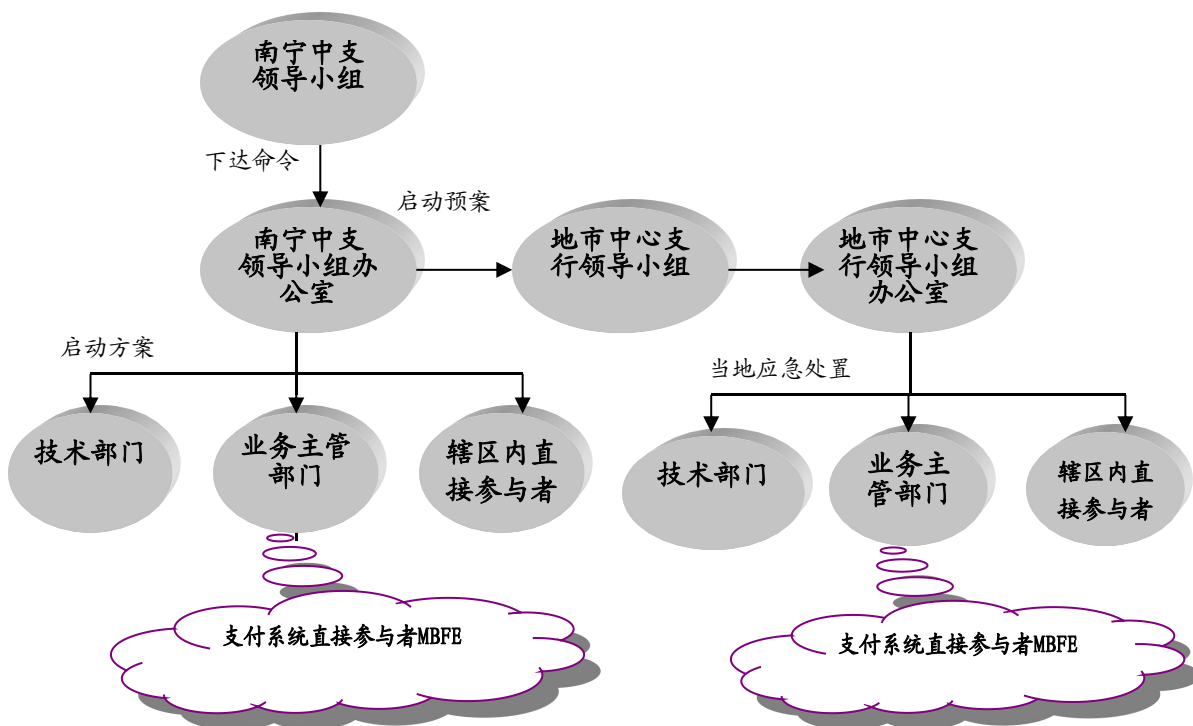 南宁中支
领导小组
下达命令
启动预案
南宁中支
领导小组办
公室
地市中心支
行领导小组
地市中心支
行领导小组
办公室
启动方案
当地应急处置
技术部门
业务主管
部门
辖区内直
接参与者
技术部门
业务主
管部门
辖区内直
接参与者
支付系统直接参与者MBFE
支付系统直接参与者MBFE